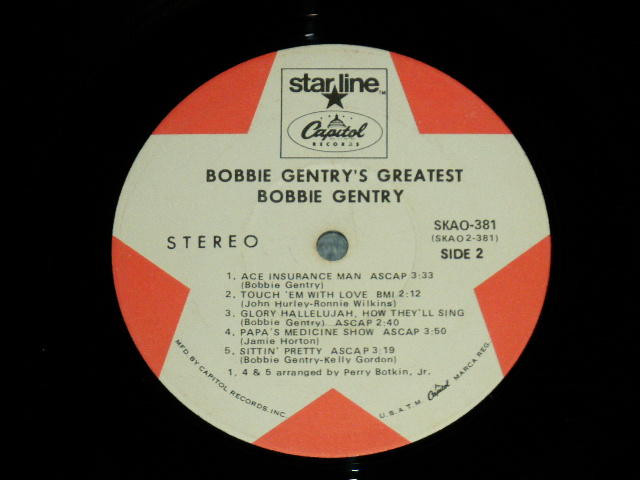 starline
TM
Capitol
RECORDS
BOBBIE GENTRY'S GREATEST
BOBBIE GENTRY
SKAO-381
(SKAO2-381)
STEREO
SIDE 2
1. ACE INSURANCE MAN ASCAP 3:33
(Bobbie Gentry)
2. TOUCH 'EM WITH LOVE BMI 2:12
(John Hurley-Ronnie Wilkins)
3. GLORY HALLELUJAH, HOW THEY'LL SING
(Bobbie Gentry) ASCAP 2:40
4. PAPA'S MEDICINE SHOW ASCAP 3:50
(Jamie Horton)
5. SITTIN' PRETTY ASCAP 3:19
(Bobbie Gentry-Kelly Gordon)
1, 4 & 5 arranged by Perry Botkin, Jr.
MFD. BY CAPITOL RECORDS, INC.
U.S.A. T.M. Capitol MARCA REG.